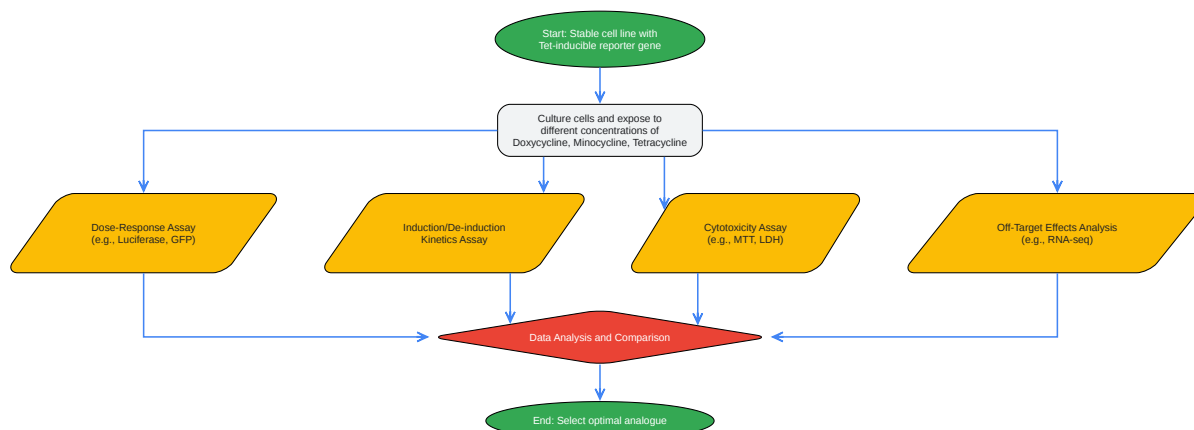 Start: Stable cell line with
Tet-inducible reporter gene
Culture cells and expose to
different concentrations of
Doxycycline, Minocycline, Tetracycline
Dose-Response Assay
(e.g., Luciferase, GFP)
Induction/De-induction
Kinetics Assay
Cytotoxicity Assay
(e.g., MTT, LDH)
Off-Target Effects Analysis
(e.g., RNA-seq)
Data Analysis and Comparison
End: Select optimal analogue